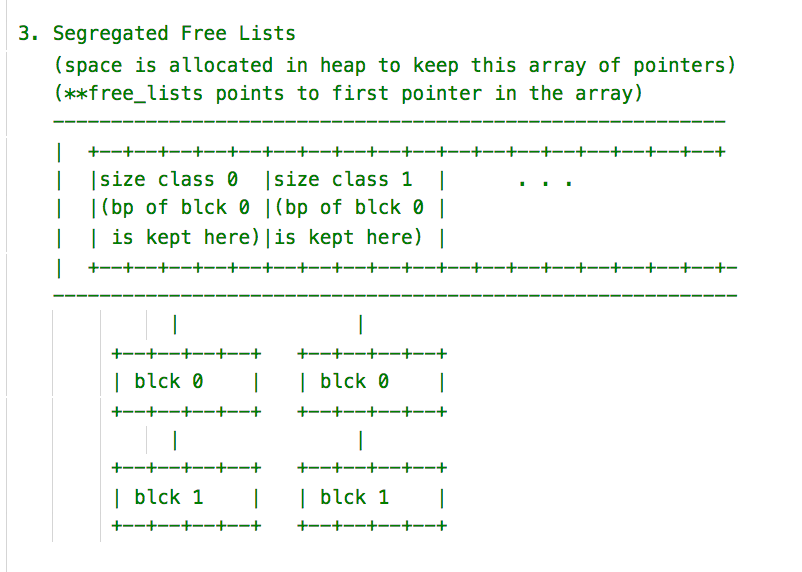 3. Segregated Free Lists
(space is allocated in heap to keep this array of pointers)
(**free_lists points to first pointer in the array)
----------------------------------------------------------
|  +--+--+--+--+--+--+--+--+--+--+--+--+--+--+--+--+--+--+
|  |size class 0  |size class 1  |      . . .
|  |(bp of blck 0 |(bp of blck 0 |
|  | is kept here)|is kept here) |
|  +--+--+--+--+--+--+--+--+--+--+--+--+--+--+--+--+--+--+-
-----------------------------------------------------------
|               |
+--+--+--+--+   +--+--+--+--+
| blck 0    |   | blck 0    |
+--+--+--+--+   +--+--+--+--+
|               |
+--+--+--+--+   +--+--+--+--+
| blck 1    |   | blck 1    |
+--+--+--+--+   +--+--+--+--+